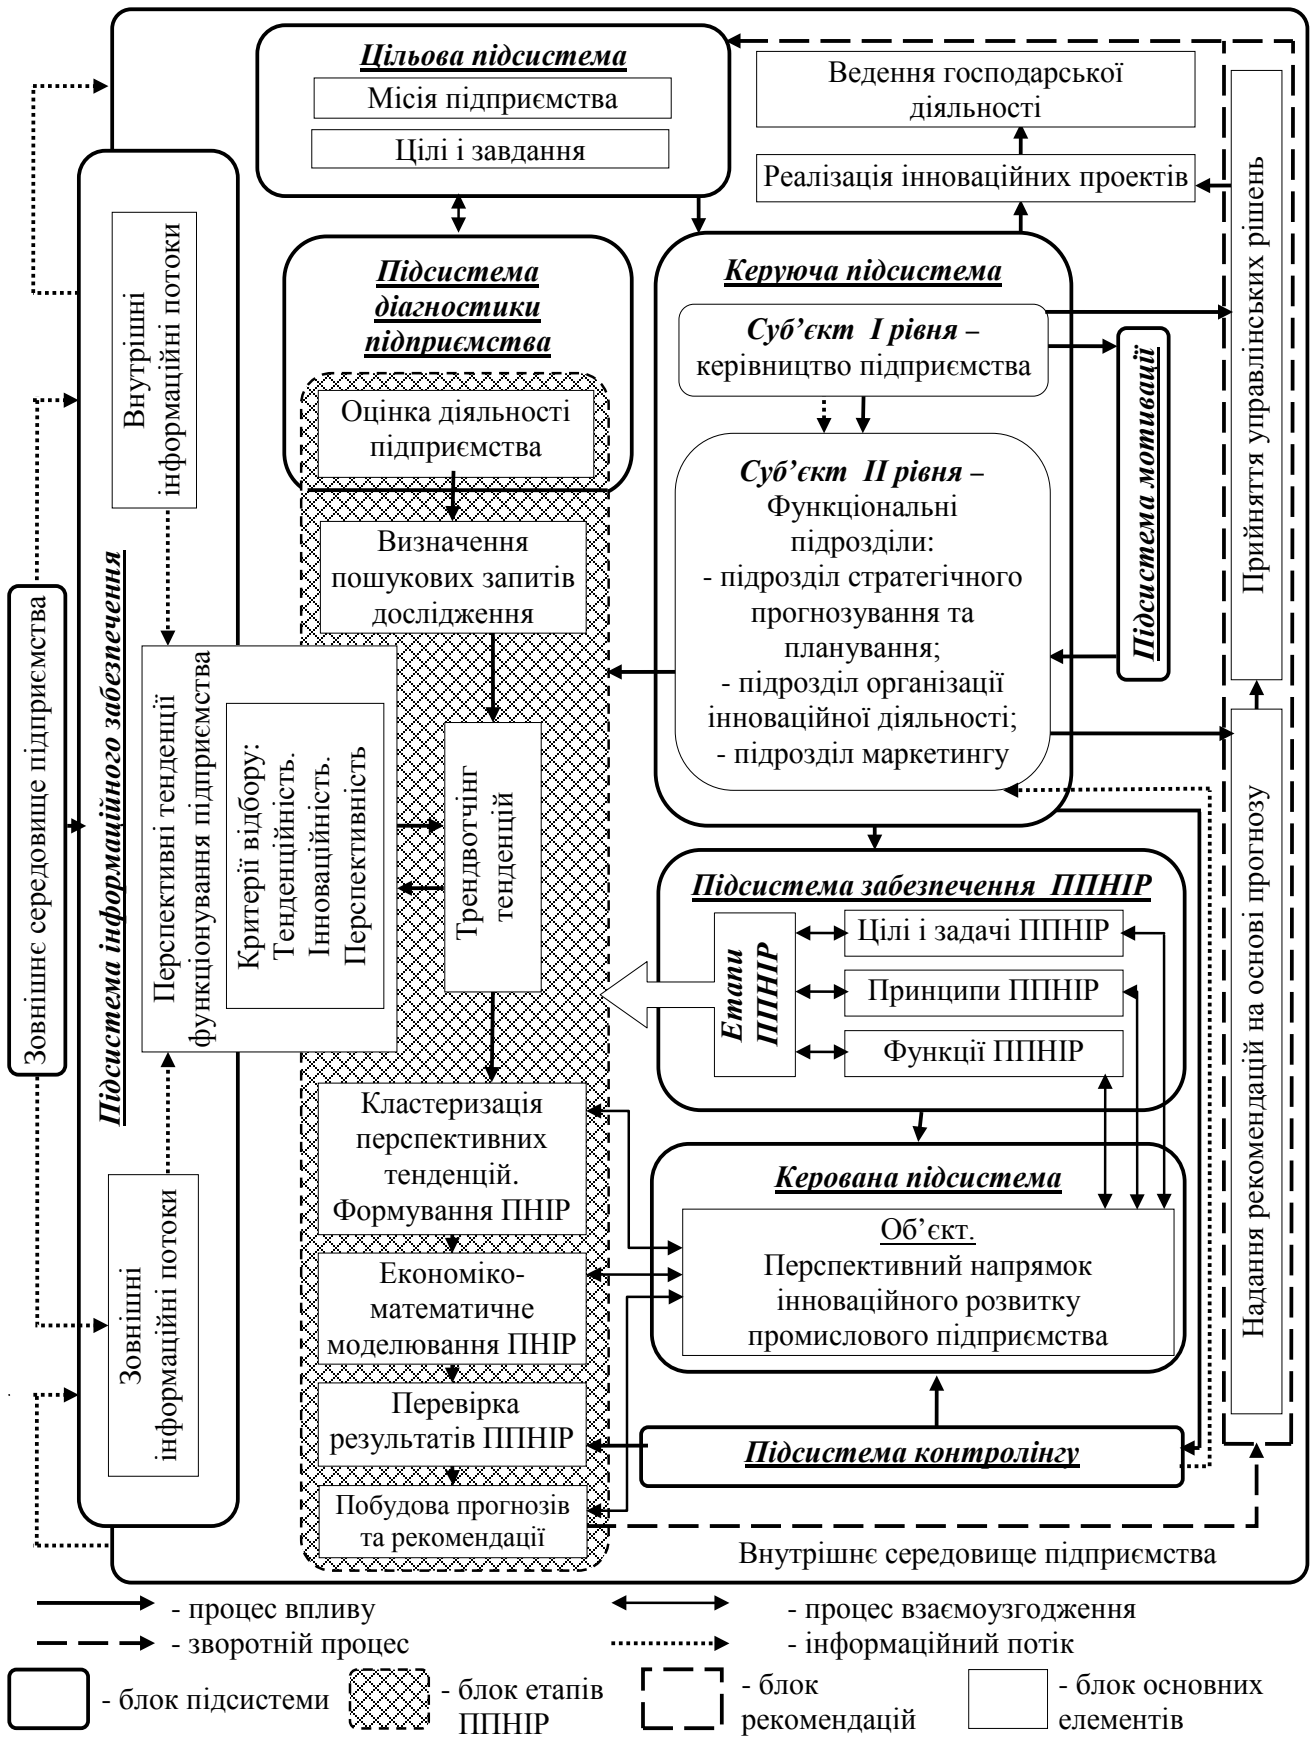 Цільова підсистема
Місія підприємства
Цілі і завдання
Ведення господарської
діяльності
Реалізація інноваційних проектів
Підсистема
діагностики
підприємства
Оцінка діяльності
підприємства
Визначення
пошукових запитів
дослідження
Трендвотчінг
тенденцій
Кластеризація
перспективних
тенденцій.
Формування ПНІР
Економіко-
математичне
моделювання ПНІР
Перевірка
результатів ППНІР
Побудова прогнозів
та рекомендації
Керуюча підсистема
Суб’єкт І рівня –
керівництво підприємства
Суб’єкт ІІ рівня –
Функціональні
підрозділи:
- підрозділ стратегічного
прогнозування та
планування;
- підрозділ організації
інноваційної діяльності;
- підрозділ маркетингу
Підсистема мотивації
Прийняття управлінських рішень
Надання рекомендацій на основі прогнозу
Зовнішнє середовище підприємства
Підсистема інформаційного забезпечення
Внутрішні
інформаційні потоки
Перспективні тенденції
функціонування підприємства
Критерії відбору:
Тенденційність.
Інноваційність.
Перспективність
Зовнішні
інформаційні потоки
Підсистема забезпечення ППНІР
Етапи
ППНІР
Цілі і задачі ППНІР
Принципи ППНІР
Функції ППНІР
Керована підсистема
Об’єкт.
Перспективний напрямок
інноваційного розвитку
промислового підприємства
Підсистема контролінгу
Внутрішнє середовище підприємства
- процес впливу
- процес взаємоузгодження
- зворотній процес
- інформаційний потік
- блок підсистеми
- блок етапів
ППНІР
- блок
рекомендацій
- блок основних
елементів